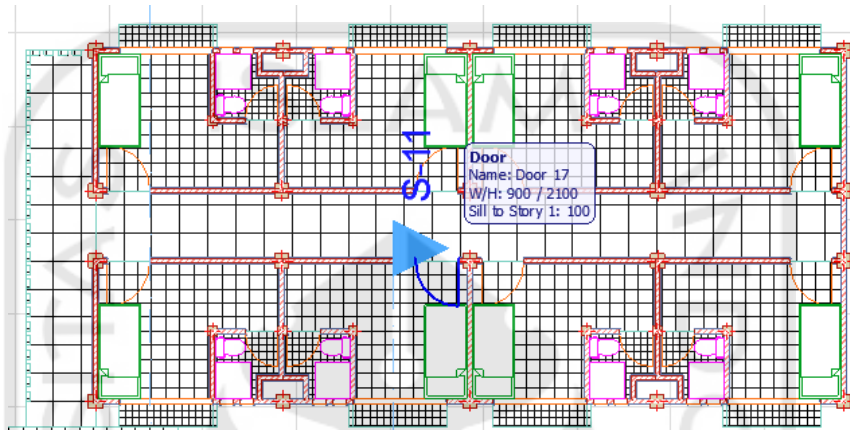 S-11
Door
Name: Door 17
W/H: 900 / 2100
Sill to Story 1: 100